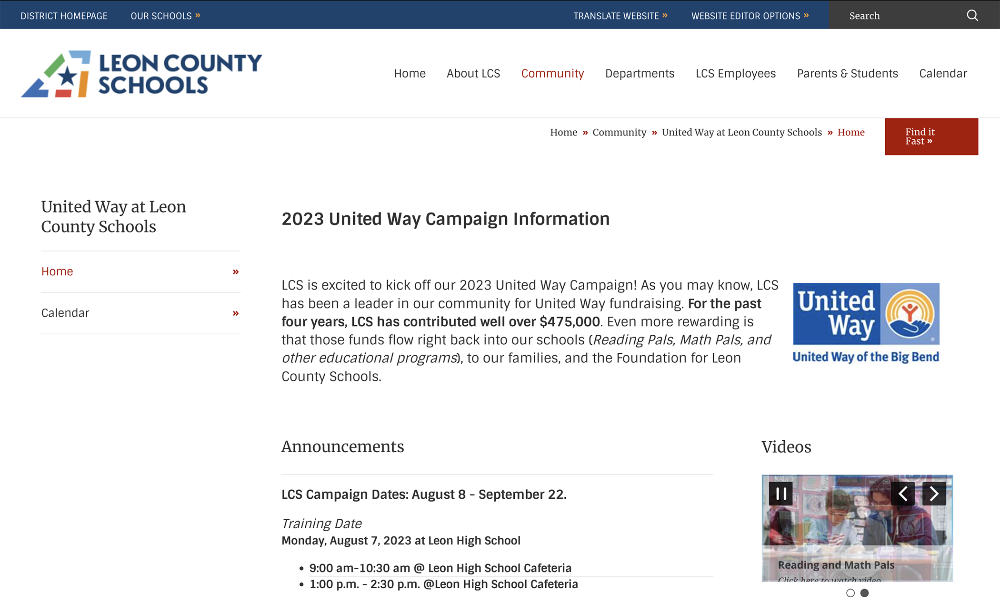 DISTRICT HOMEPAGE OUR SCHOOLS » TRANSLATE WEBSITE » WEBSITE EDITOR OPTIONS » Search
LEON COUNTY
SCHOOLS
Home About LCS Community Departments LCS Employees Parents & Students Calendar
Home » Community » United Way at Leon County Schools » Home
Find it
Fast »
United Way at Leon
County Schools
Home »
Calendar »
2023 United Way Campaign Information
LCS is excited to kick off our 2023 United Way Campaign! As you may know, LCS
has been a leader in our community for United Way fundraising. For the past
four years, LCS has contributed well over $475,000. Even more rewarding is
that those funds flow right back into our schools (Reading Pals, Math Pals, and
other educational programs), to our families, and the Foundation for Leon
County Schools.
United
Way
®
United Way of the Big Bend
Announcements
LCS Campaign Dates: August 8 - September 22.
Training Date
Monday, August 7, 2023 at Leon High School
• 9:00 am-10:30 am @ Leon High School Cafeteria
• 1:00 p.m. - 2:30 p.m. @Leon High School Cafeteria
Videos
Reading and Math Pals
Click here to watch video